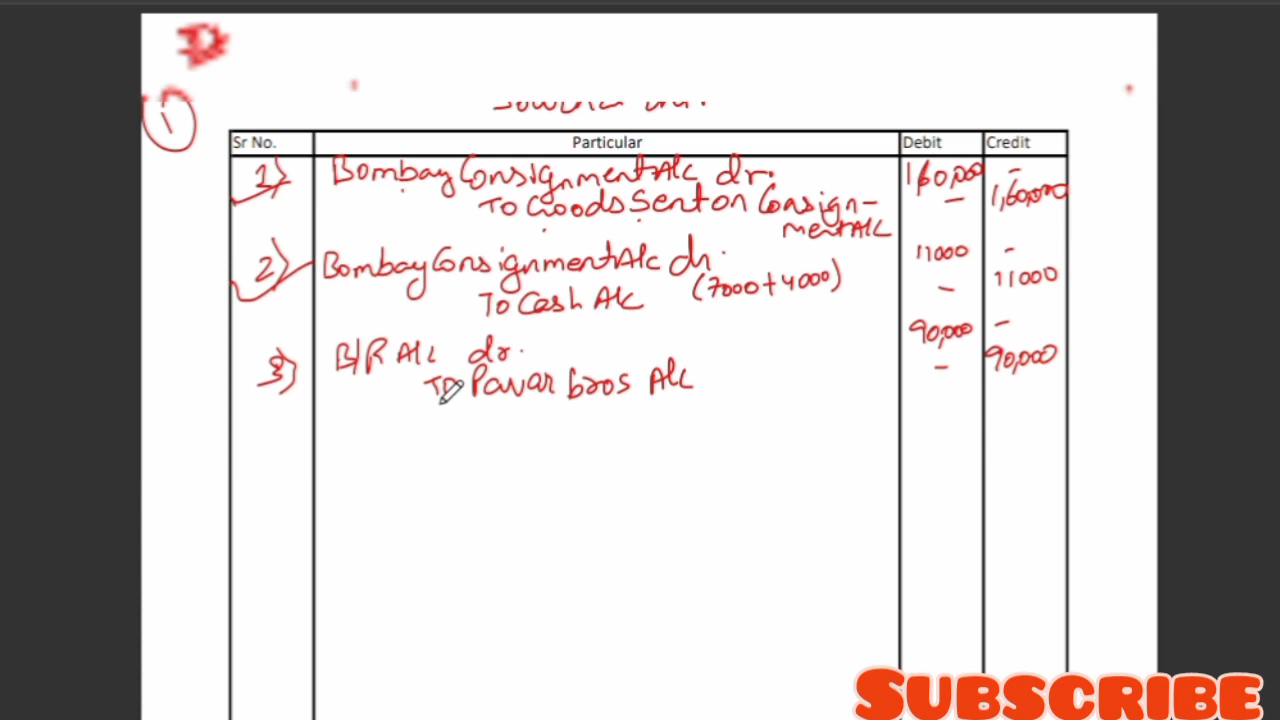 1
Sr No. Particular Debit Credit
1) Bombay Consignment A/c dr. 160,000 -
To Goods Sent on Consign- - 1,60,000
ment A/c
2) Bombay Consignment A/c dr. 11000 -
To Cash A/c (7000+4000) - 11000
3) B/R A/c dr. 90,000 -
To Pavar bros A/c - 90,000
SUBSCRIBE